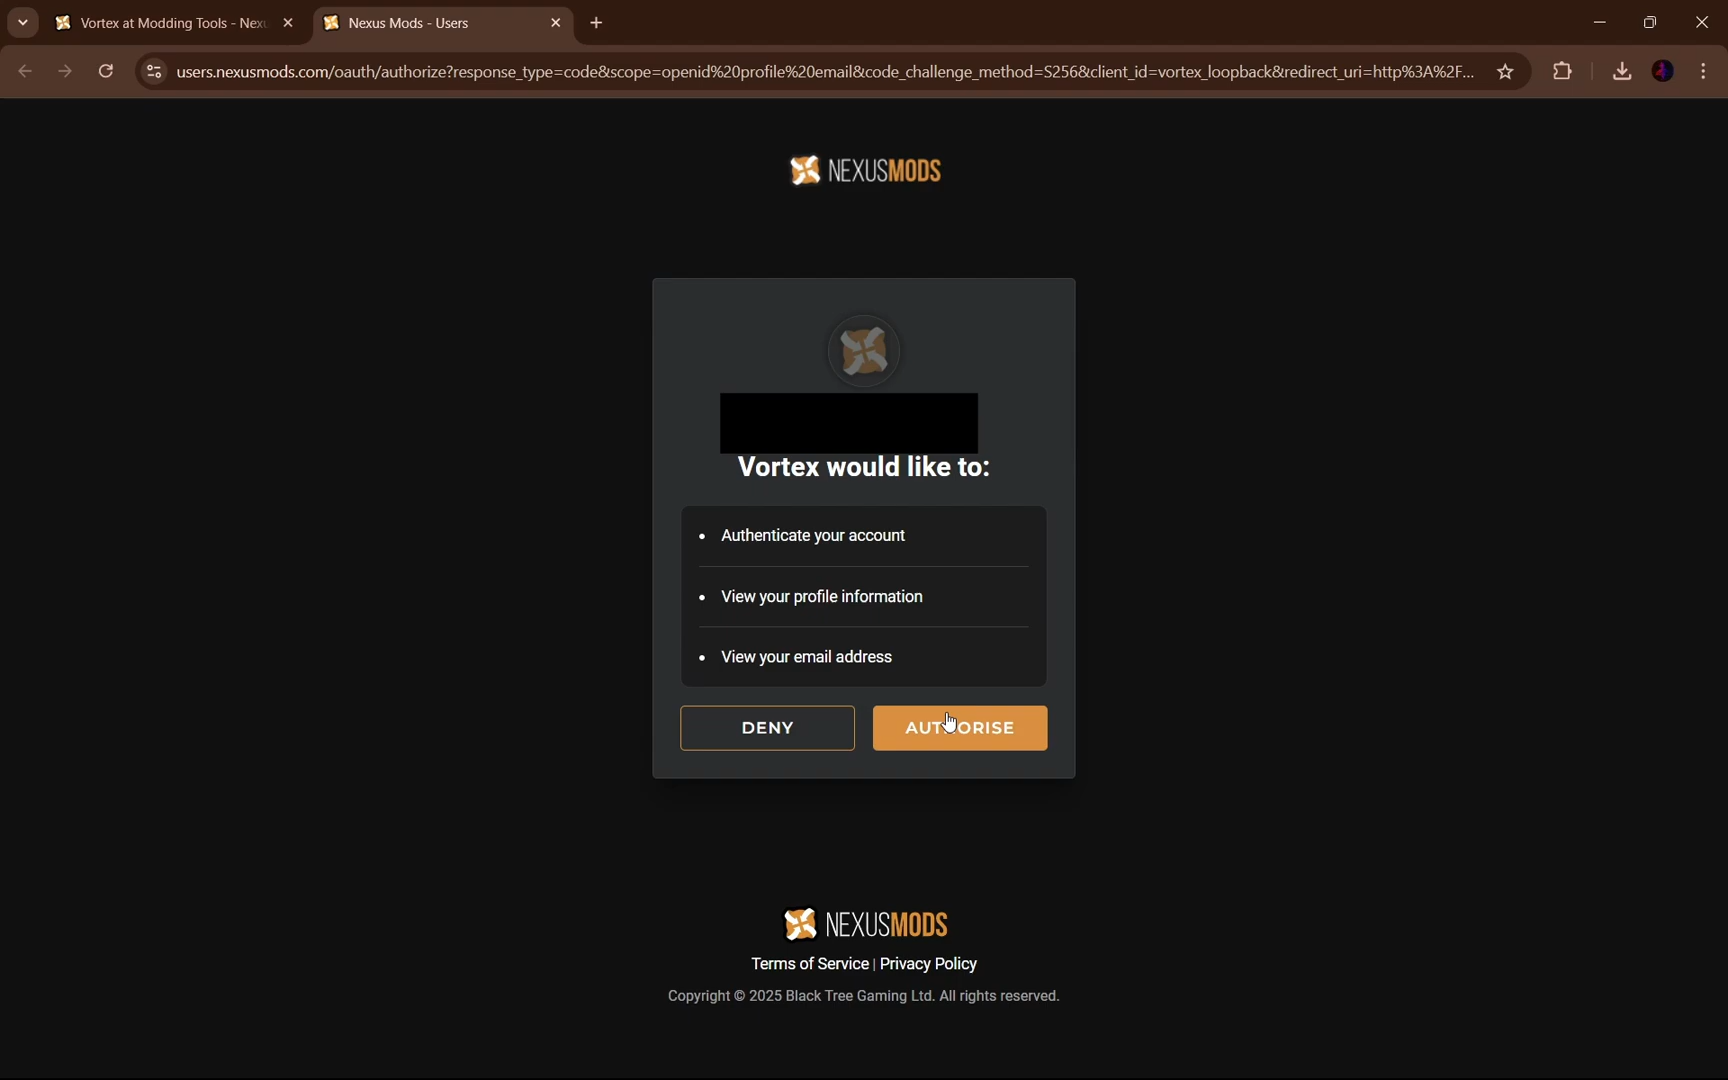 Vortex at Modding Tools - Nex
Nexus Mods - Users
users.nexusmods.com/oauth/authorize?response_type=code&scope=openid%20profile%20email&code_challenge_method=S256&client_id=vortex_loopback&redirect_uri=http%3A%2F...
NEXUSMODS
Vortex would like to:
• Authenticate your account
• View your profile information
• View your email address
DENY
AUTHORISE
NEXUSMODS
Terms of Service | Privacy Policy
Copyright © 2025 Black Tree Gaming Ltd. All rights reserved.